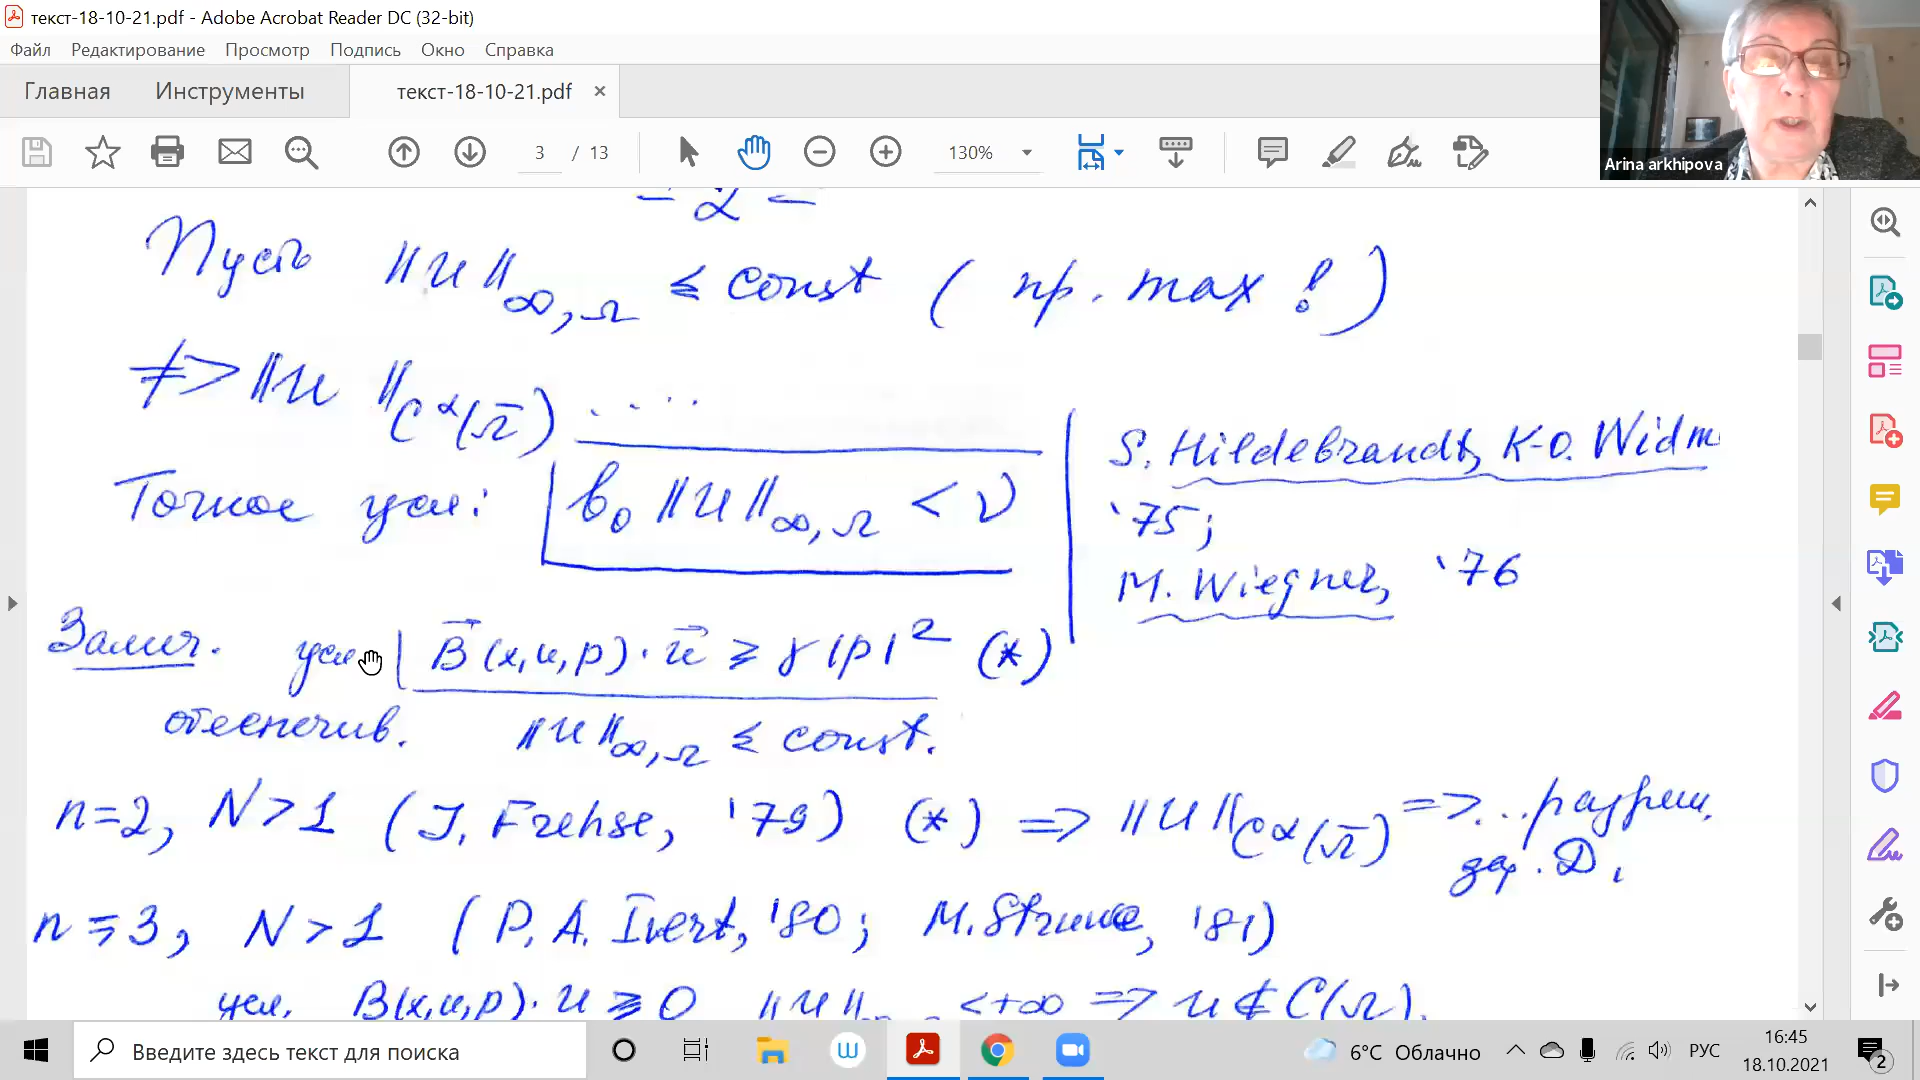 текст-18-10-21.pdf - Adobe Acrobat Reader DC (32-bit)
Файл Редактирование Просмотр Подпись Окно Справка
Главная Инструменты текст-18-10-21.pdf ×
3 / 13 130%
Arina arkhipova
- 2 -
Пусть ‖u‖∞,Ω ≤ const ( пр. max ! )
≠> ‖u‖C^α(Ω̄) ....
Точное усл: b₀ ‖u‖∞,Ω < ν
S. Hildebrandt, K-O. Widm
'75;
M. Wiegner, '76
Замеч. усл B⃗(x,u,p)·u⃗ ≥ γ|p|² (*)
обеспечив. ‖u‖∞,Ω ≤ const.
n=2, N>1 (J. Frehse, '79) (*) => ‖u‖C^α(Ω̄) =>...разреш.
зад. D.
n=3, N>1 (P.A. Ivert, '80; M. Struwe, '81)
усл. B(x,u,p)·u ≥ 0 ‖u‖ <+∞ => u ∉ C(Ω).
Введите здесь текст для поиска
6°C Облачно
РУС
16:45
18.10.2021
2